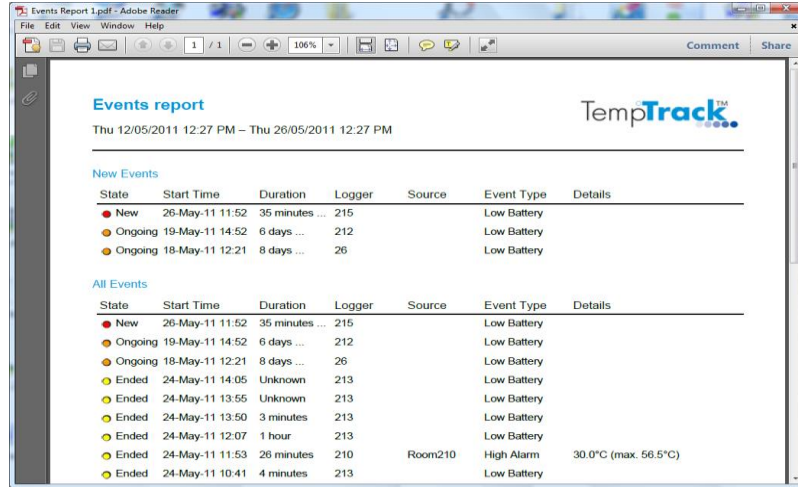 Events Report 1.pdf - Adobe Reader
File Edit View Window Help
1 / 1 106% Comment Share
Events report
TempTrack™
Thu 12/05/2011 12:27 PM – Thu 26/05/2011 12:27 PM
New Events
State Start Time Duration Logger Source Event Type Details
New 26-May-11 11:52 35 minutes ... 215 Low Battery
Ongoing 19-May-11 14:52 6 days ... 212 Low Battery
Ongoing 18-May-11 12:21 8 days ... 26 Low Battery
All Events
State Start Time Duration Logger Source Event Type Details
New 26-May-11 11:52 35 minutes ... 215 Low Battery
Ongoing 19-May-11 14:52 6 days ... 212 Low Battery
Ongoing 18-May-11 12:21 8 days ... 26 Low Battery
Ended 24-May-11 14:05 Unknown 213 Low Battery
Ended 24-May-11 13:55 Unknown 213 Low Battery
Ended 24-May-11 13:50 3 minutes 213 Low Battery
Ended 24-May-11 12:07 1 hour 213 Low Battery
Ended 24-May-11 11:53 26 minutes 210 Room210 High Alarm 30.0°C (max. 56.5°C)
Ended 24-May-11 10:41 4 minutes 213 Low Battery